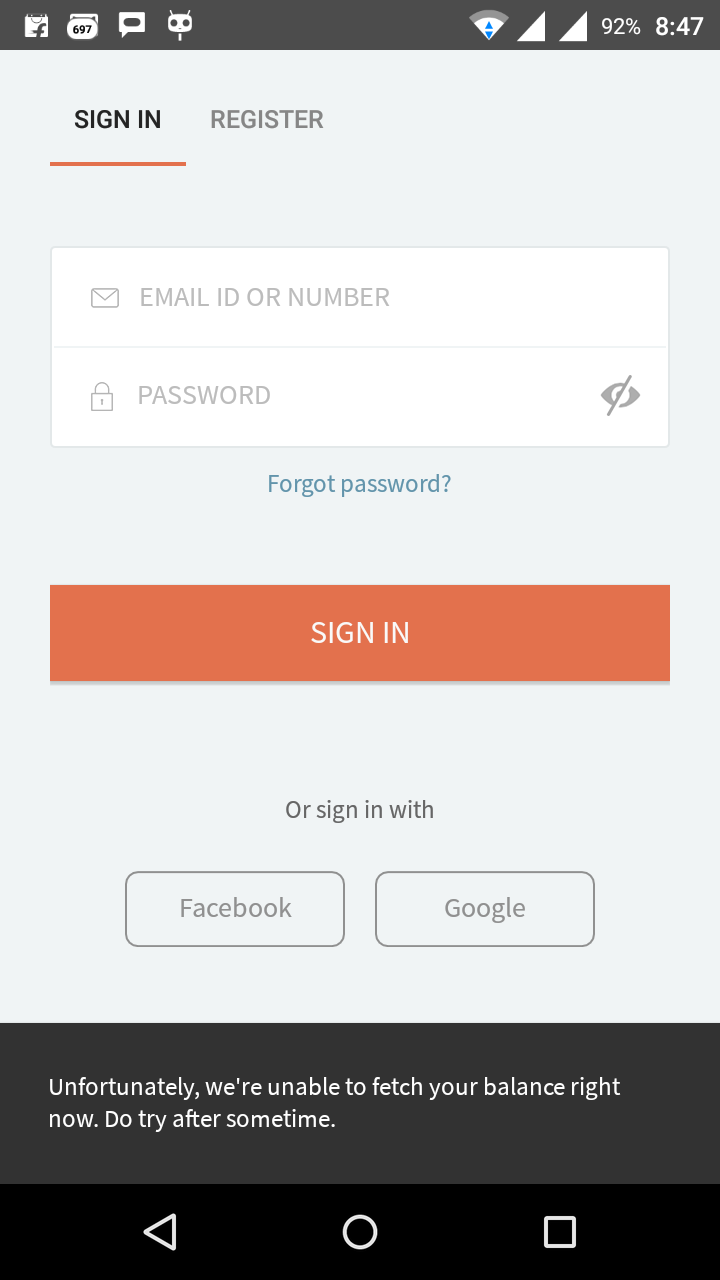 697
92% 8:47
SIGN IN REGISTER
EMAIL ID OR NUMBER
PASSWORD
Forgot password?
SIGN IN
Or sign in with
Facebook Google
Unfortunately, we're unable to fetch your balance right
now. Do try after sometime.